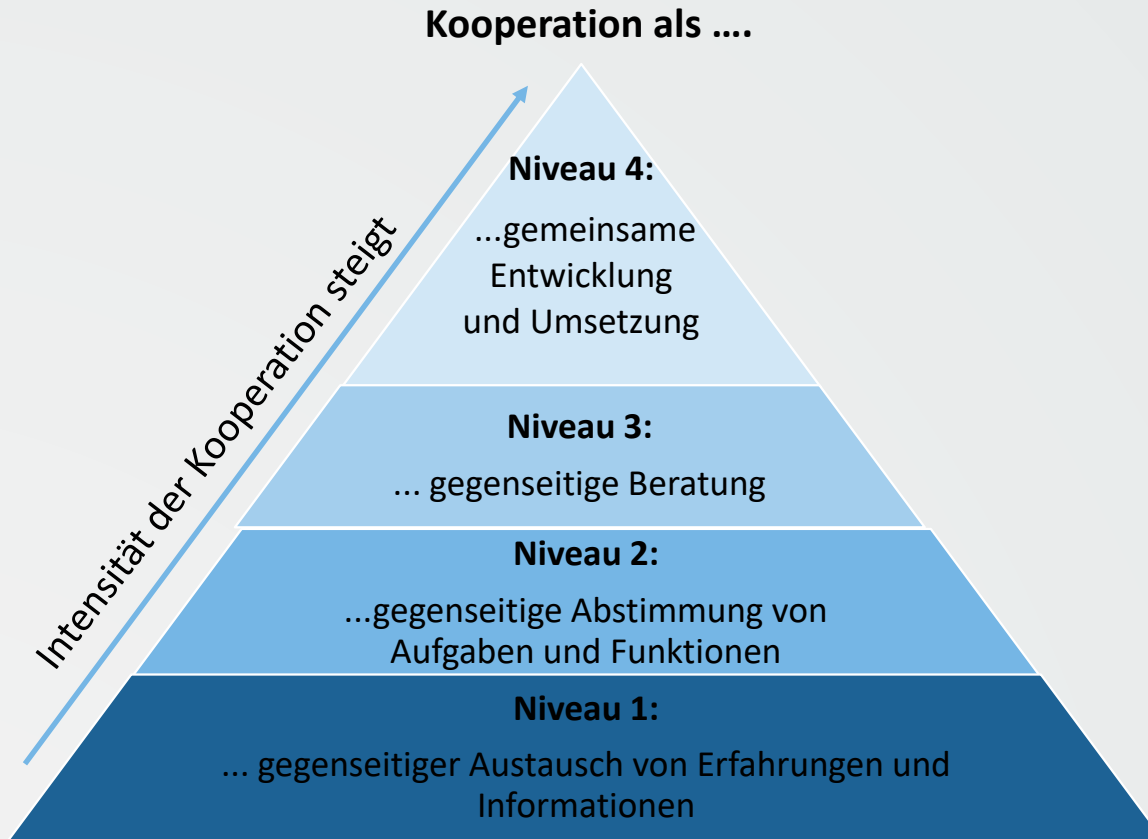 Kooperation als ....
Intensität der Kooperation steigt
Niveau 4:
...gemeinsame
Entwicklung
und Umsetzung
Niveau 3:
... gegenseitige Beratung
Niveau 2:
...gegenseitige Abstimmung von
Aufgaben und Funktionen
Niveau 1:
... gegenseitiger Austausch von Erfahrungen und
Informationen